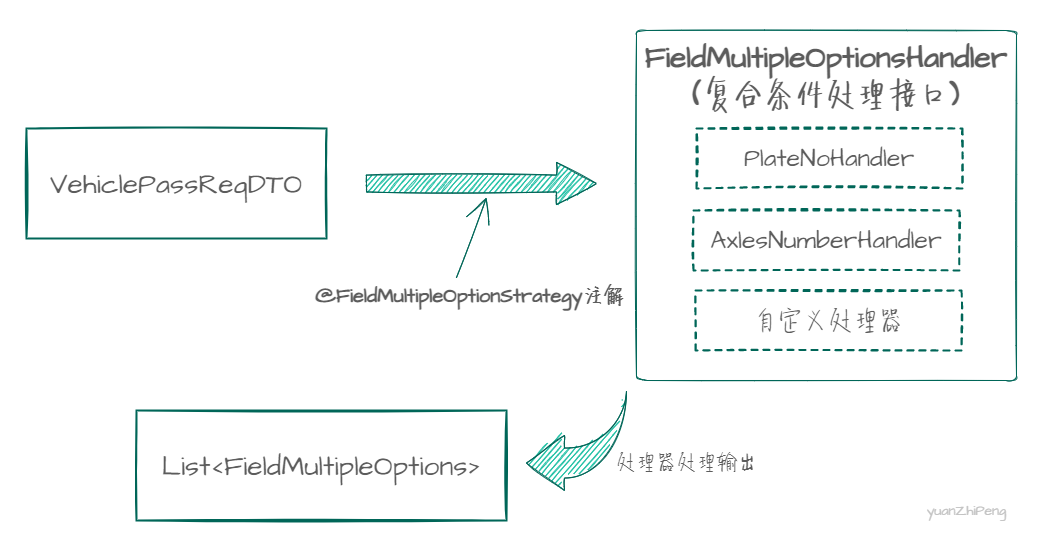 FieldMultipleOptionsHandler
(复合条件处理接口)
PlateNoHandler
VehiclePassReqDTO
AxlesNumberHandler
@FieldMultipleOptionStrategy注解
自定义处理器
List<FieldMultipleOptions>
处理器处理输出
yuanZhiPeng